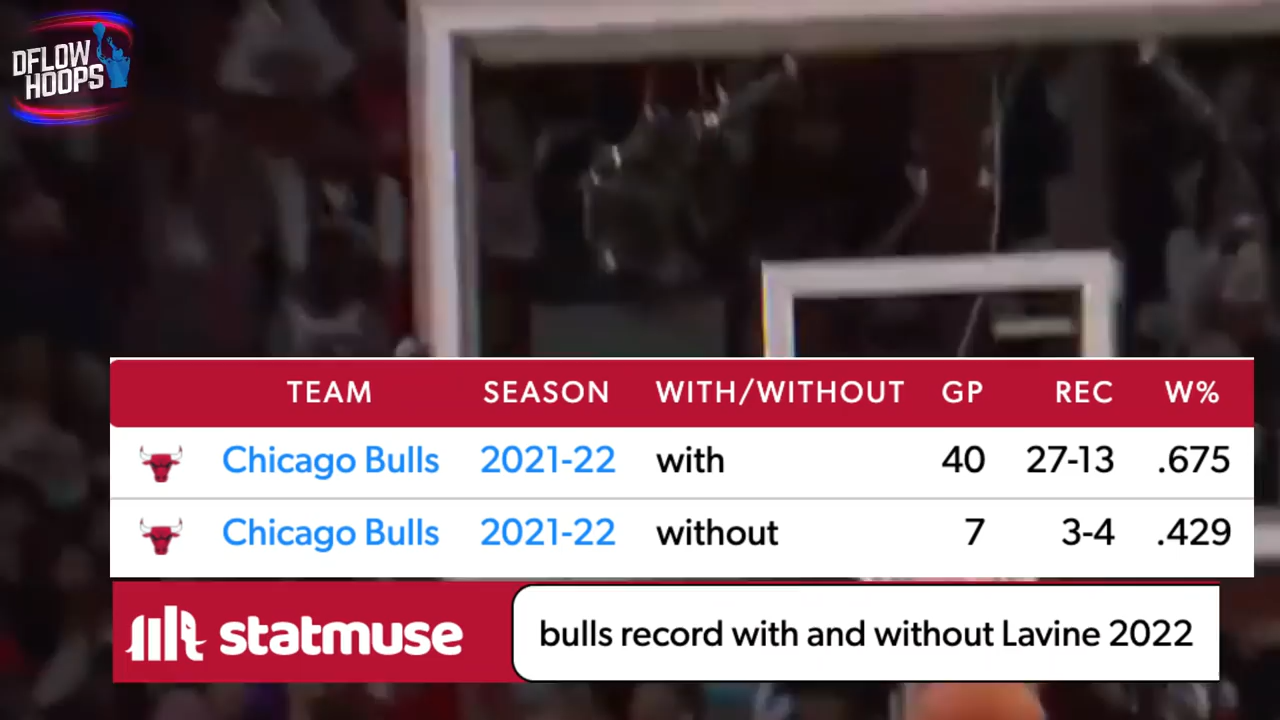 DFLOW
HOOPS
TEAM SEASON WITH/WITHOUT GP REC W%
Chicago Bulls 2021-22 with 40 27-13 .675
Chicago Bulls 2021-22 without 7 3-4 .429
statmuse bulls record with and without Lavine 2022